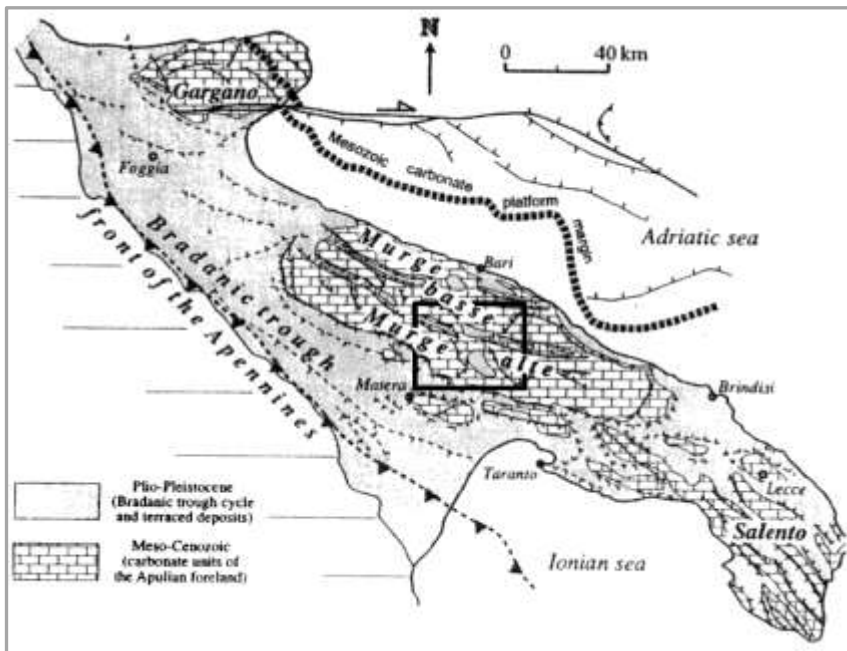 N
0 40 km
Gargano
Foggia
Mesozoic carbonate platform margin
Adriatic sea
front of the Apennines
Bradanic trough
Murge basse
Bari
Murge alte
Matera
Brindisi
Taranto
Lecce
Salento
Ionian sea
Plio-Pleistocene
(Bradanic trough cycle
and terraced deposits)
Meso-Cenozoic
(carbonate units of
the Apulian foreland)